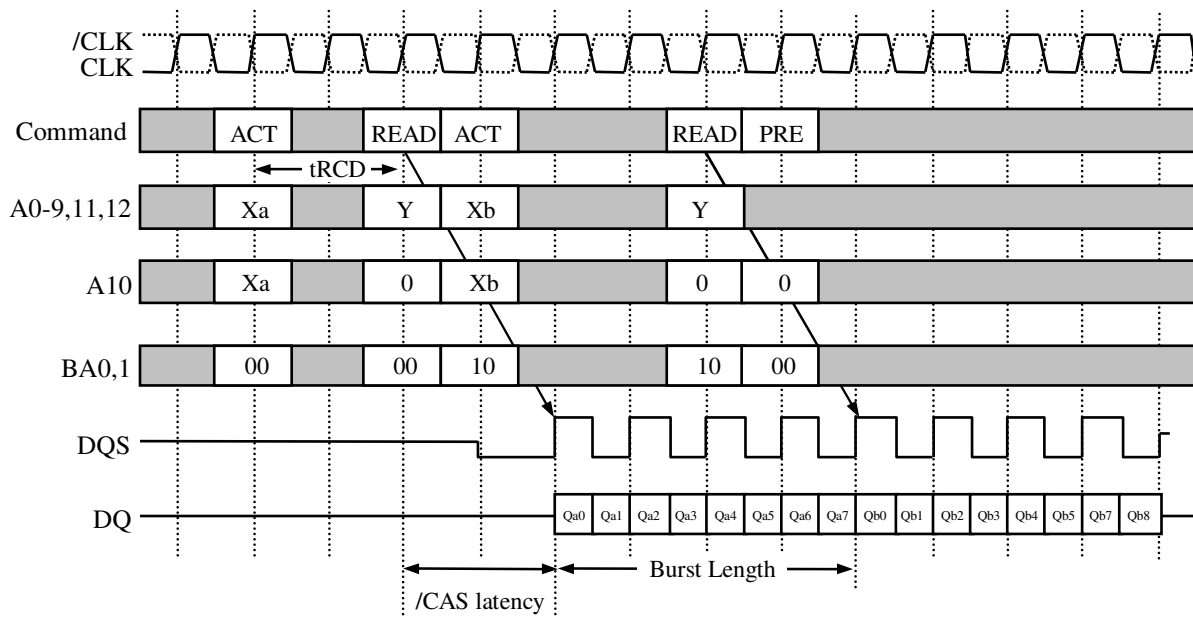 /CLK
CLK
Command ACT READ ACT READ PRE
tRCD
A0-9,11,12 Xa Y Xb Y
A10 Xa 0 Xb 0 0
BA0,1 00 00 10 10 00
DQS
DQ Qa0 Qa1 Qa2 Qa3 Qa4 Qa5 Qa6 Qa7 Qb0 Qb1 Qb2 Qb3 Qb4 Qb5 Qb7 Qb8
/CAS latency Burst Length